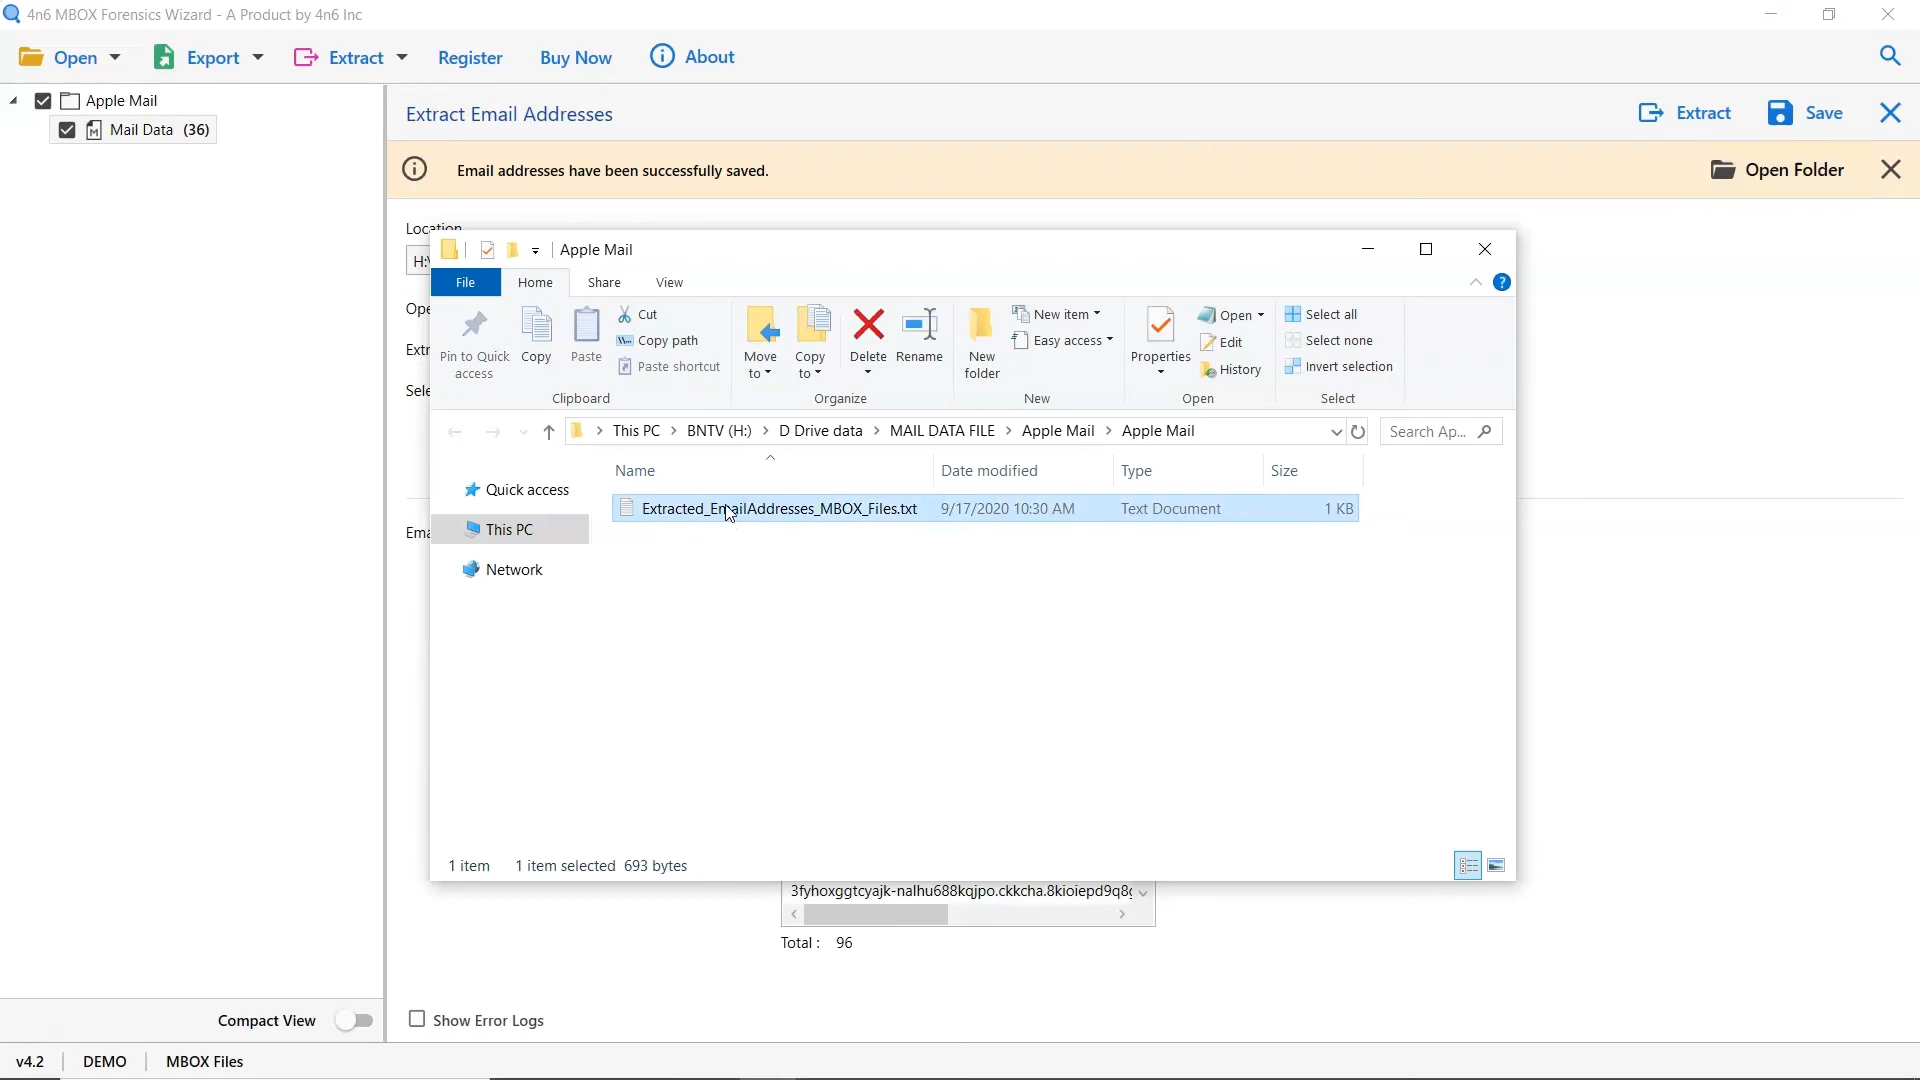 4n6 MBOX Forensics Wizard - A Product by 4n6 Inc
Open Export Extract Register Buy Now About
Apple Mail
Mail Data (36)
Extract Email Addresses
Extract Save
Email addresses have been successfully saved.
Open Folder
Location
H:\
Apple Mail
File Home Share View
Pin to Quick access
Copy
Paste
Cut
Copy path
Paste shortcut
Clipboard
Move to
Copy to
Delete
Rename
Organize
New folder
New item
Easy access
New
Properties
Open
Edit
History
Open
Select all
Select none
Invert selection
Select
This PC > BNTV (H:) > D Drive data > MAIL DATA FILE > Apple Mail > Apple Mail
Search Ap...
Name Date modified Type Size
Quick access
This PC
Network
Extracted_EmailAddresses_MBOX_Files.txt 9/17/2020 10:30 AM Text Document 1 KB
Ope
Extr
Sele
Ema
1 item 1 item selected 693 bytes
Total : 96
Compact View
Show Error Logs
v4.2 DEMO MBOX Files